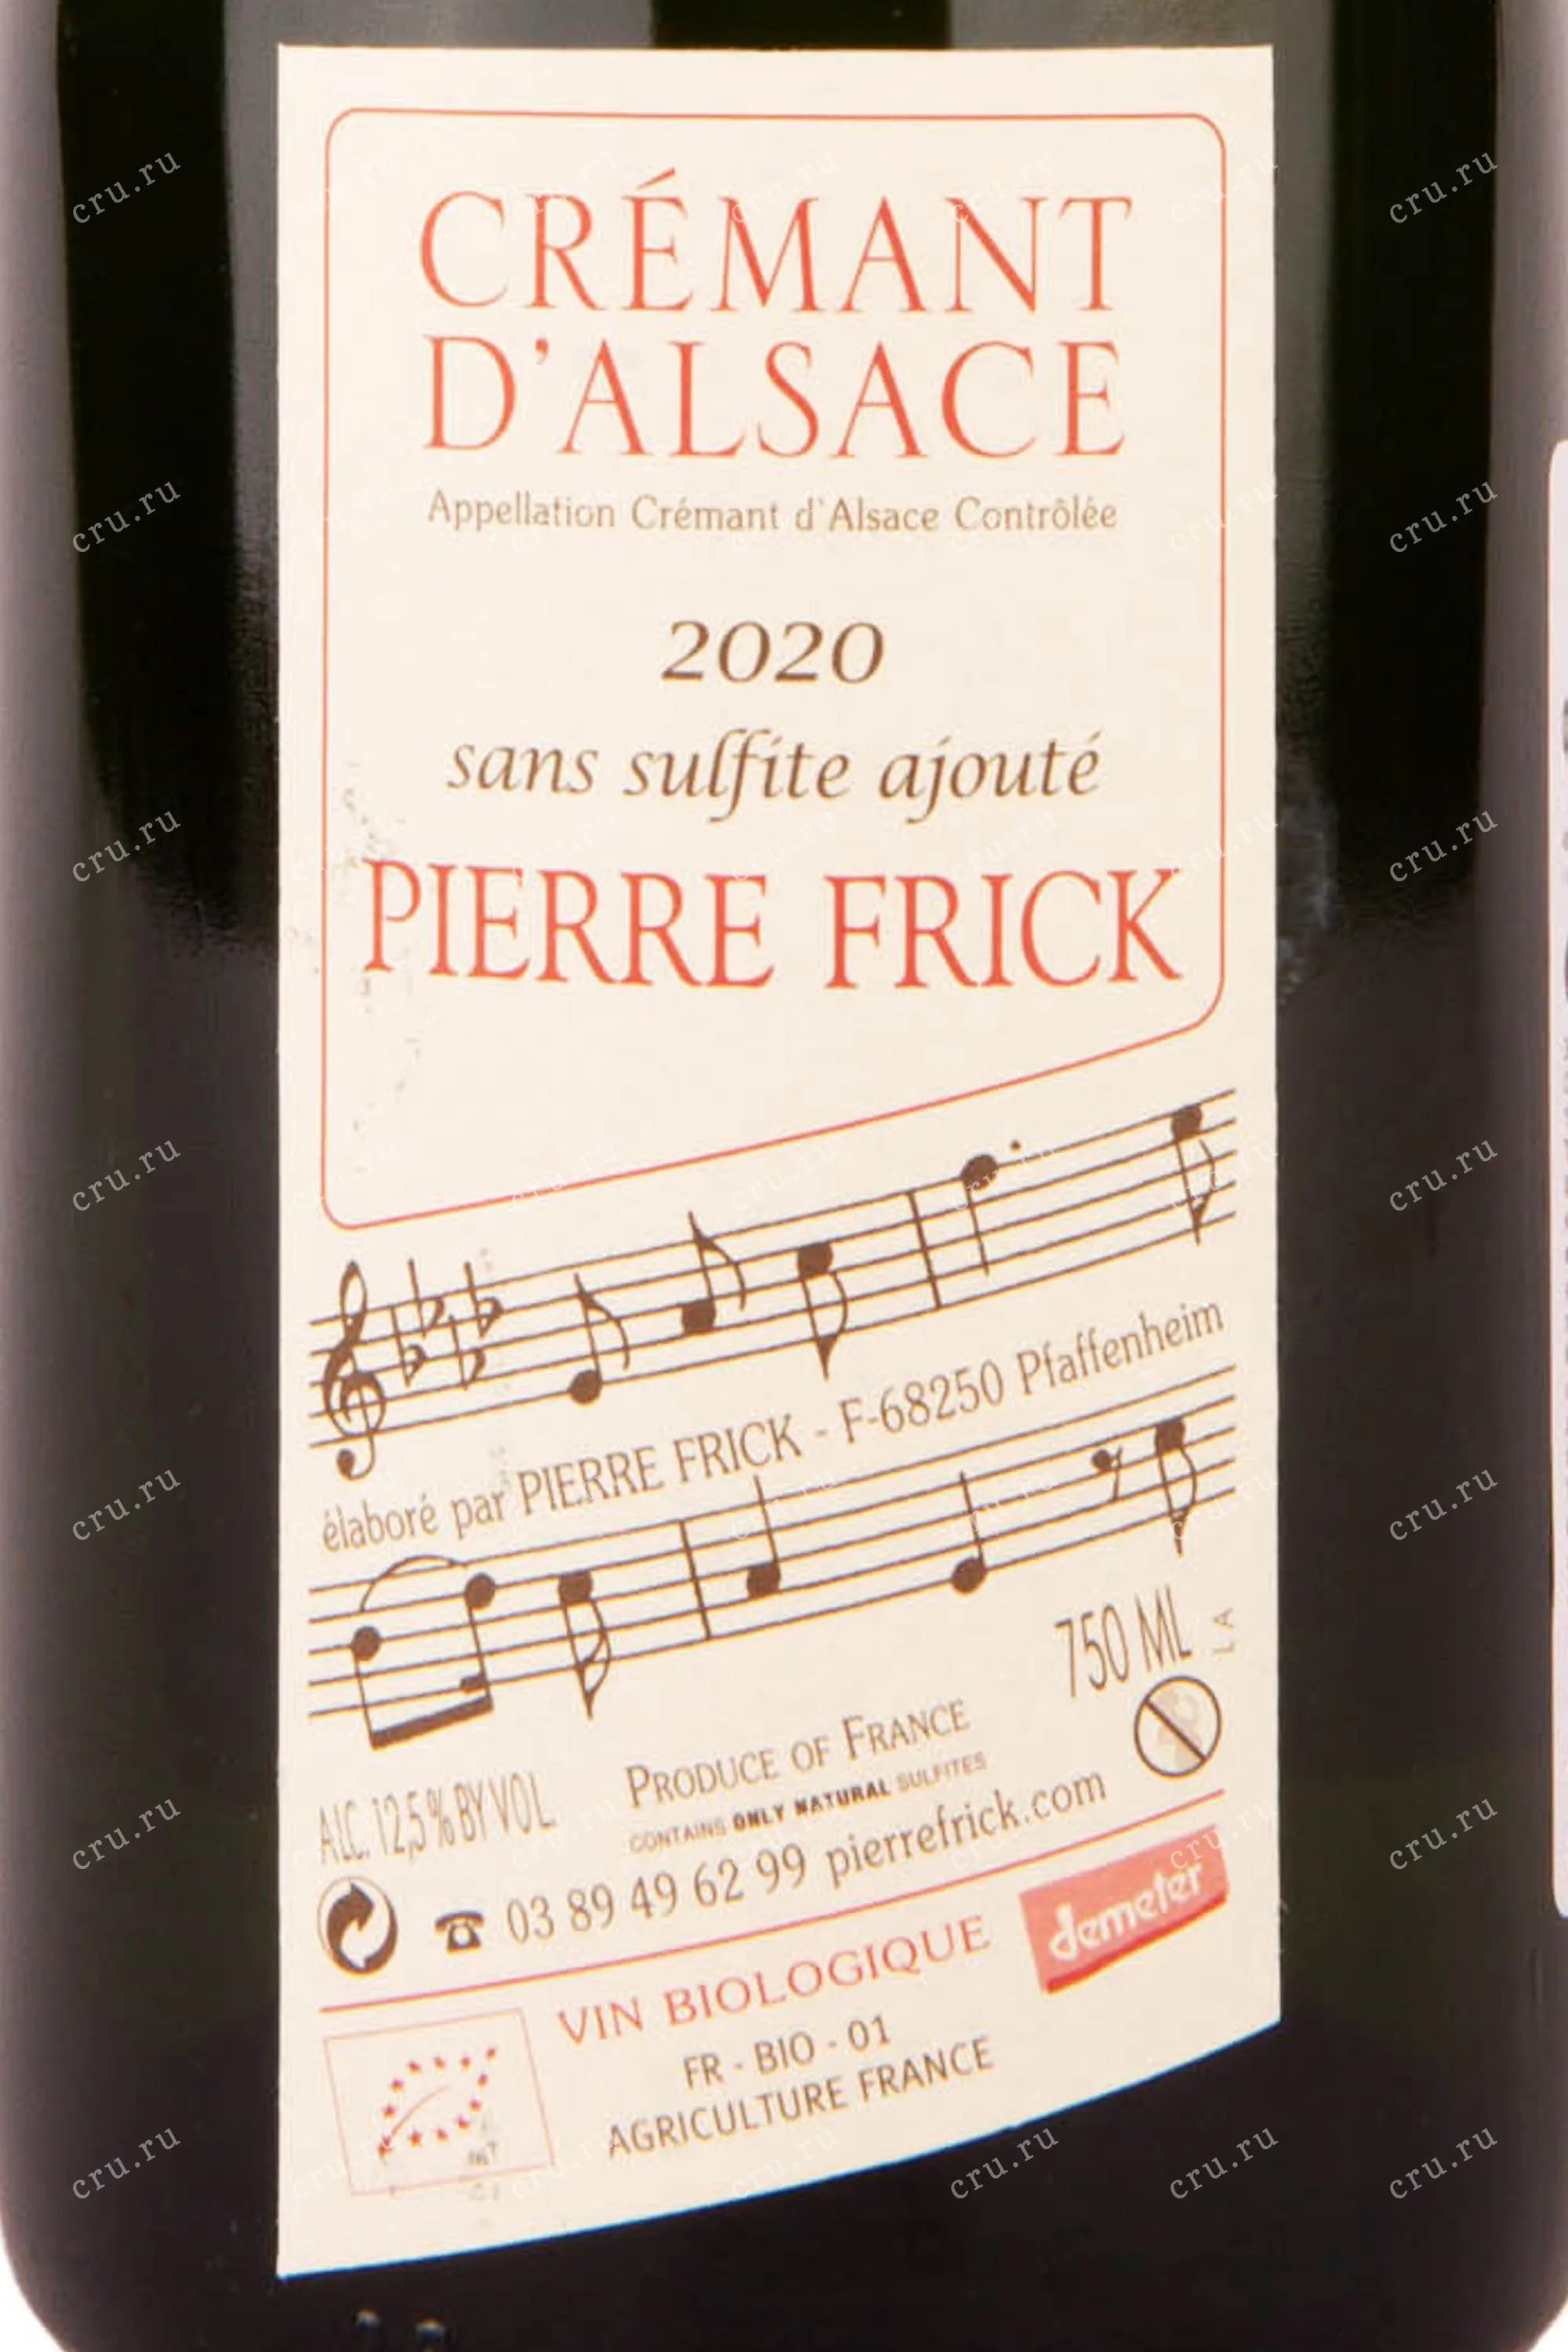 CRÉMANT
D'ALSACE
Appellation Crémant d'Alsace Contrôlée
2020
sans sulfite ajouté
PIERRE FRICK
élaboré par PIERRE FRICK - F-68250 Pfaffenheim
750 ML
LA
ALC. 12,5 % BY VOL.
PRODUCE OF FRANCE
CONTAINS ONLY NATURAL SULFITES
03 89 49 62 99 pierrefrick.com
demeter
VIN BIOLOGIQUE
FR - BIO - 01
AGRICULTURE FRANCE
cru.ru